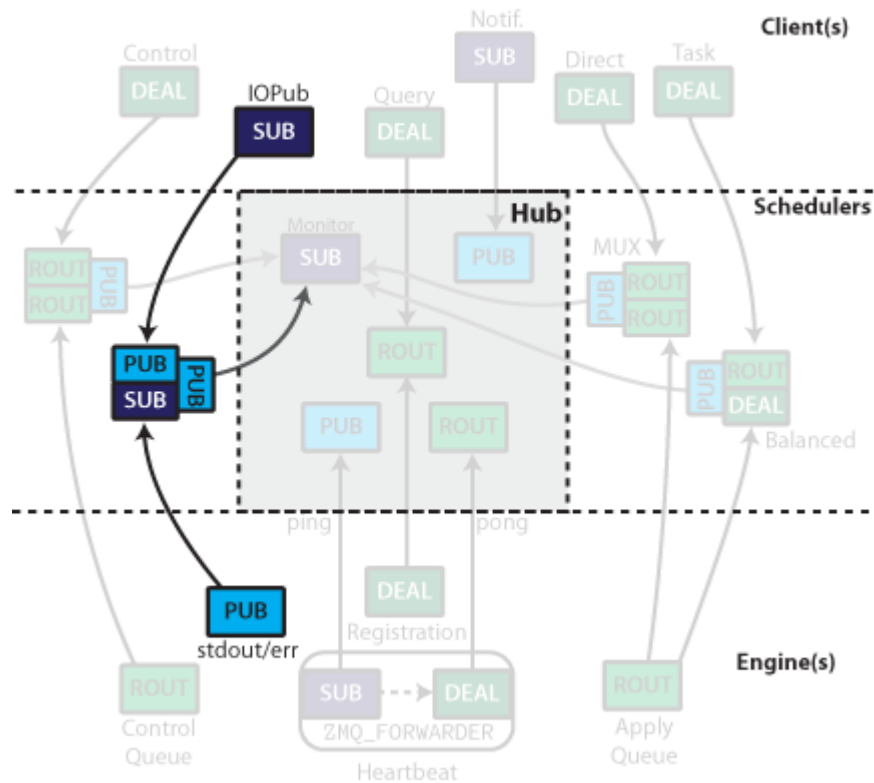 Notif.
Client(s)
Control
SUB
Direct
Task
DEAL
IOPub
Query
DEAL
DEAL
SUB
DEAL
Hub
Schedulers
Monitor
SUB
PUB
MUX
ROUT
ROUT
PUB
PUB
ROUT
ROUT
PUB
SUB
PUB
ROUT
PUB
ROUT
DEAL
Balanced
PUB
ROUT
ping
pong
DEAL
PUB
Registration
stdout/err
Engine(s)
ROUT
SUB
DEAL
ROUT
Control
Queue
ZMQ_FORWARDER
Apply
Queue
Heartbeat